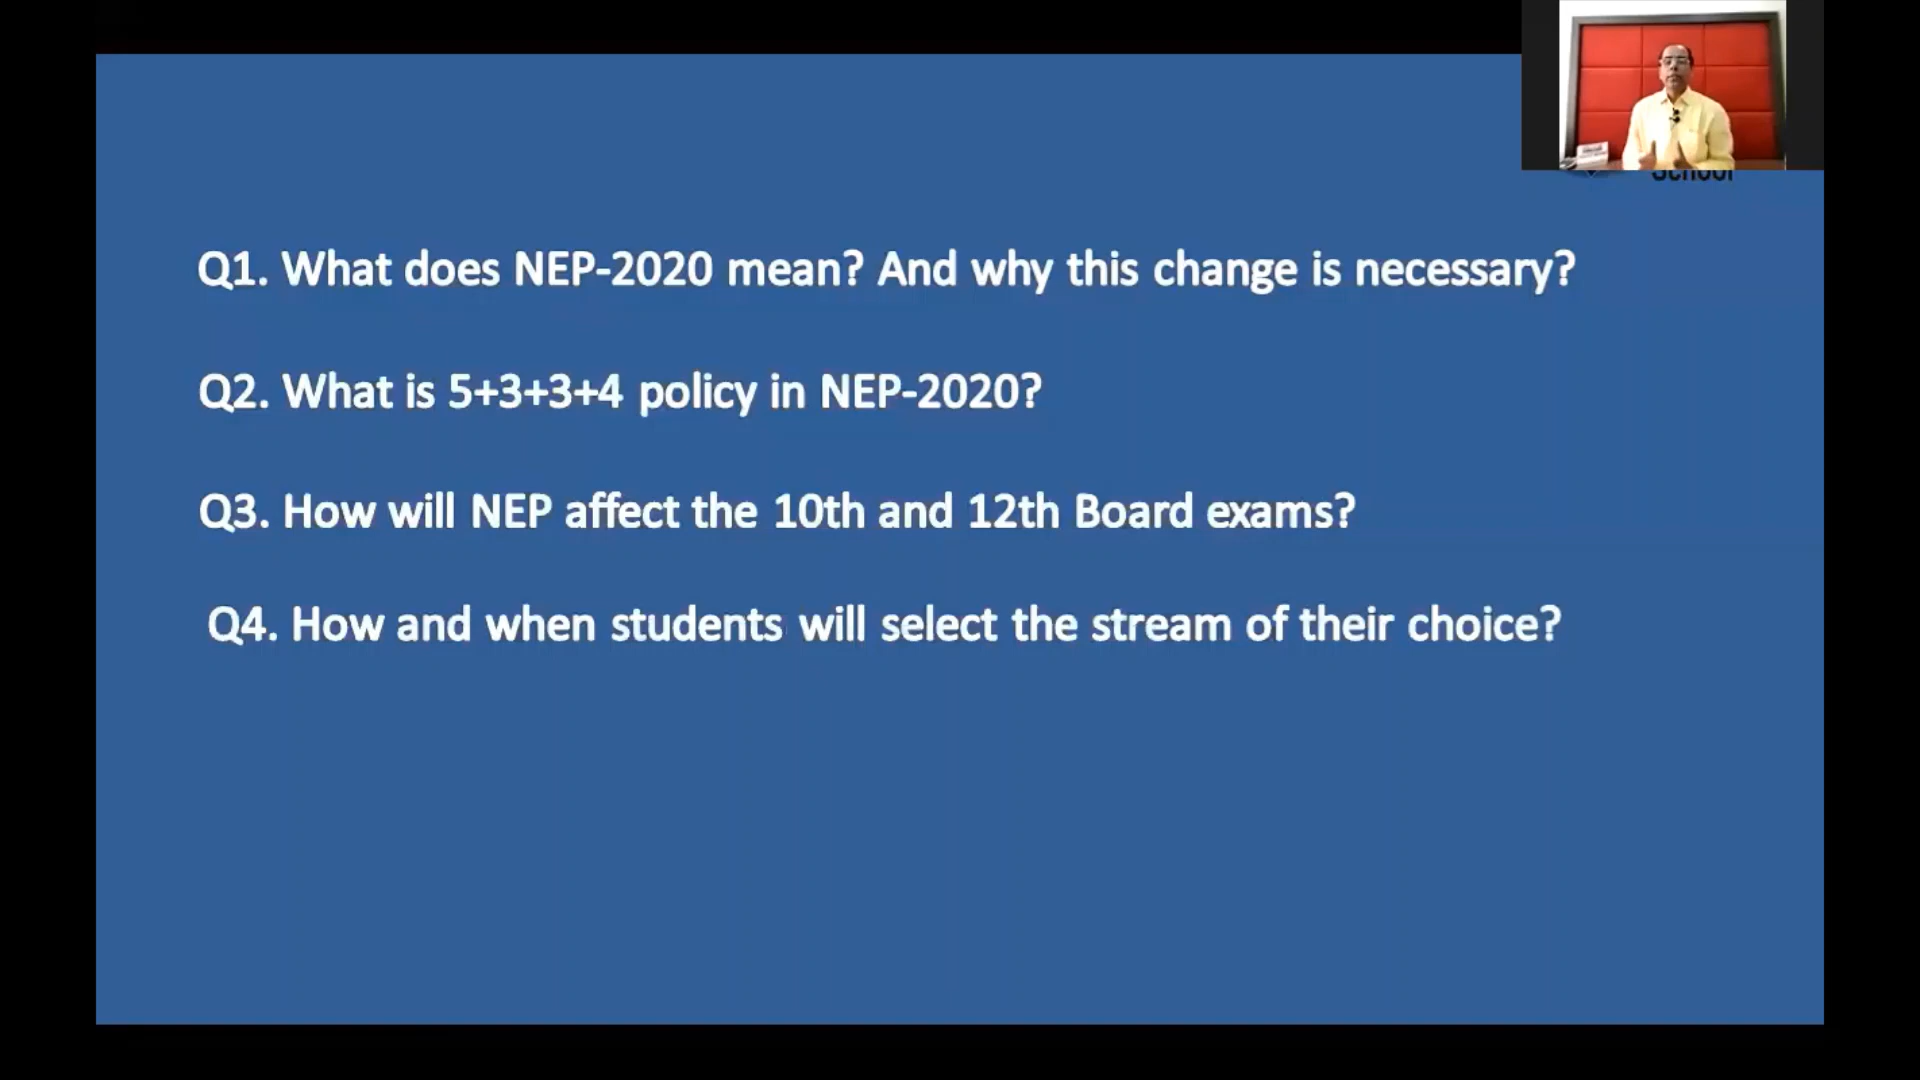 School
Q1. What does NEP-2020 mean? And why this change is necessary?
Q2. What is 5+3+3+4 policy in NEP-2020?
Q3. How will NEP affect the 10th and 12th Board exams?
Q4. How and when students will select the stream of their choice?